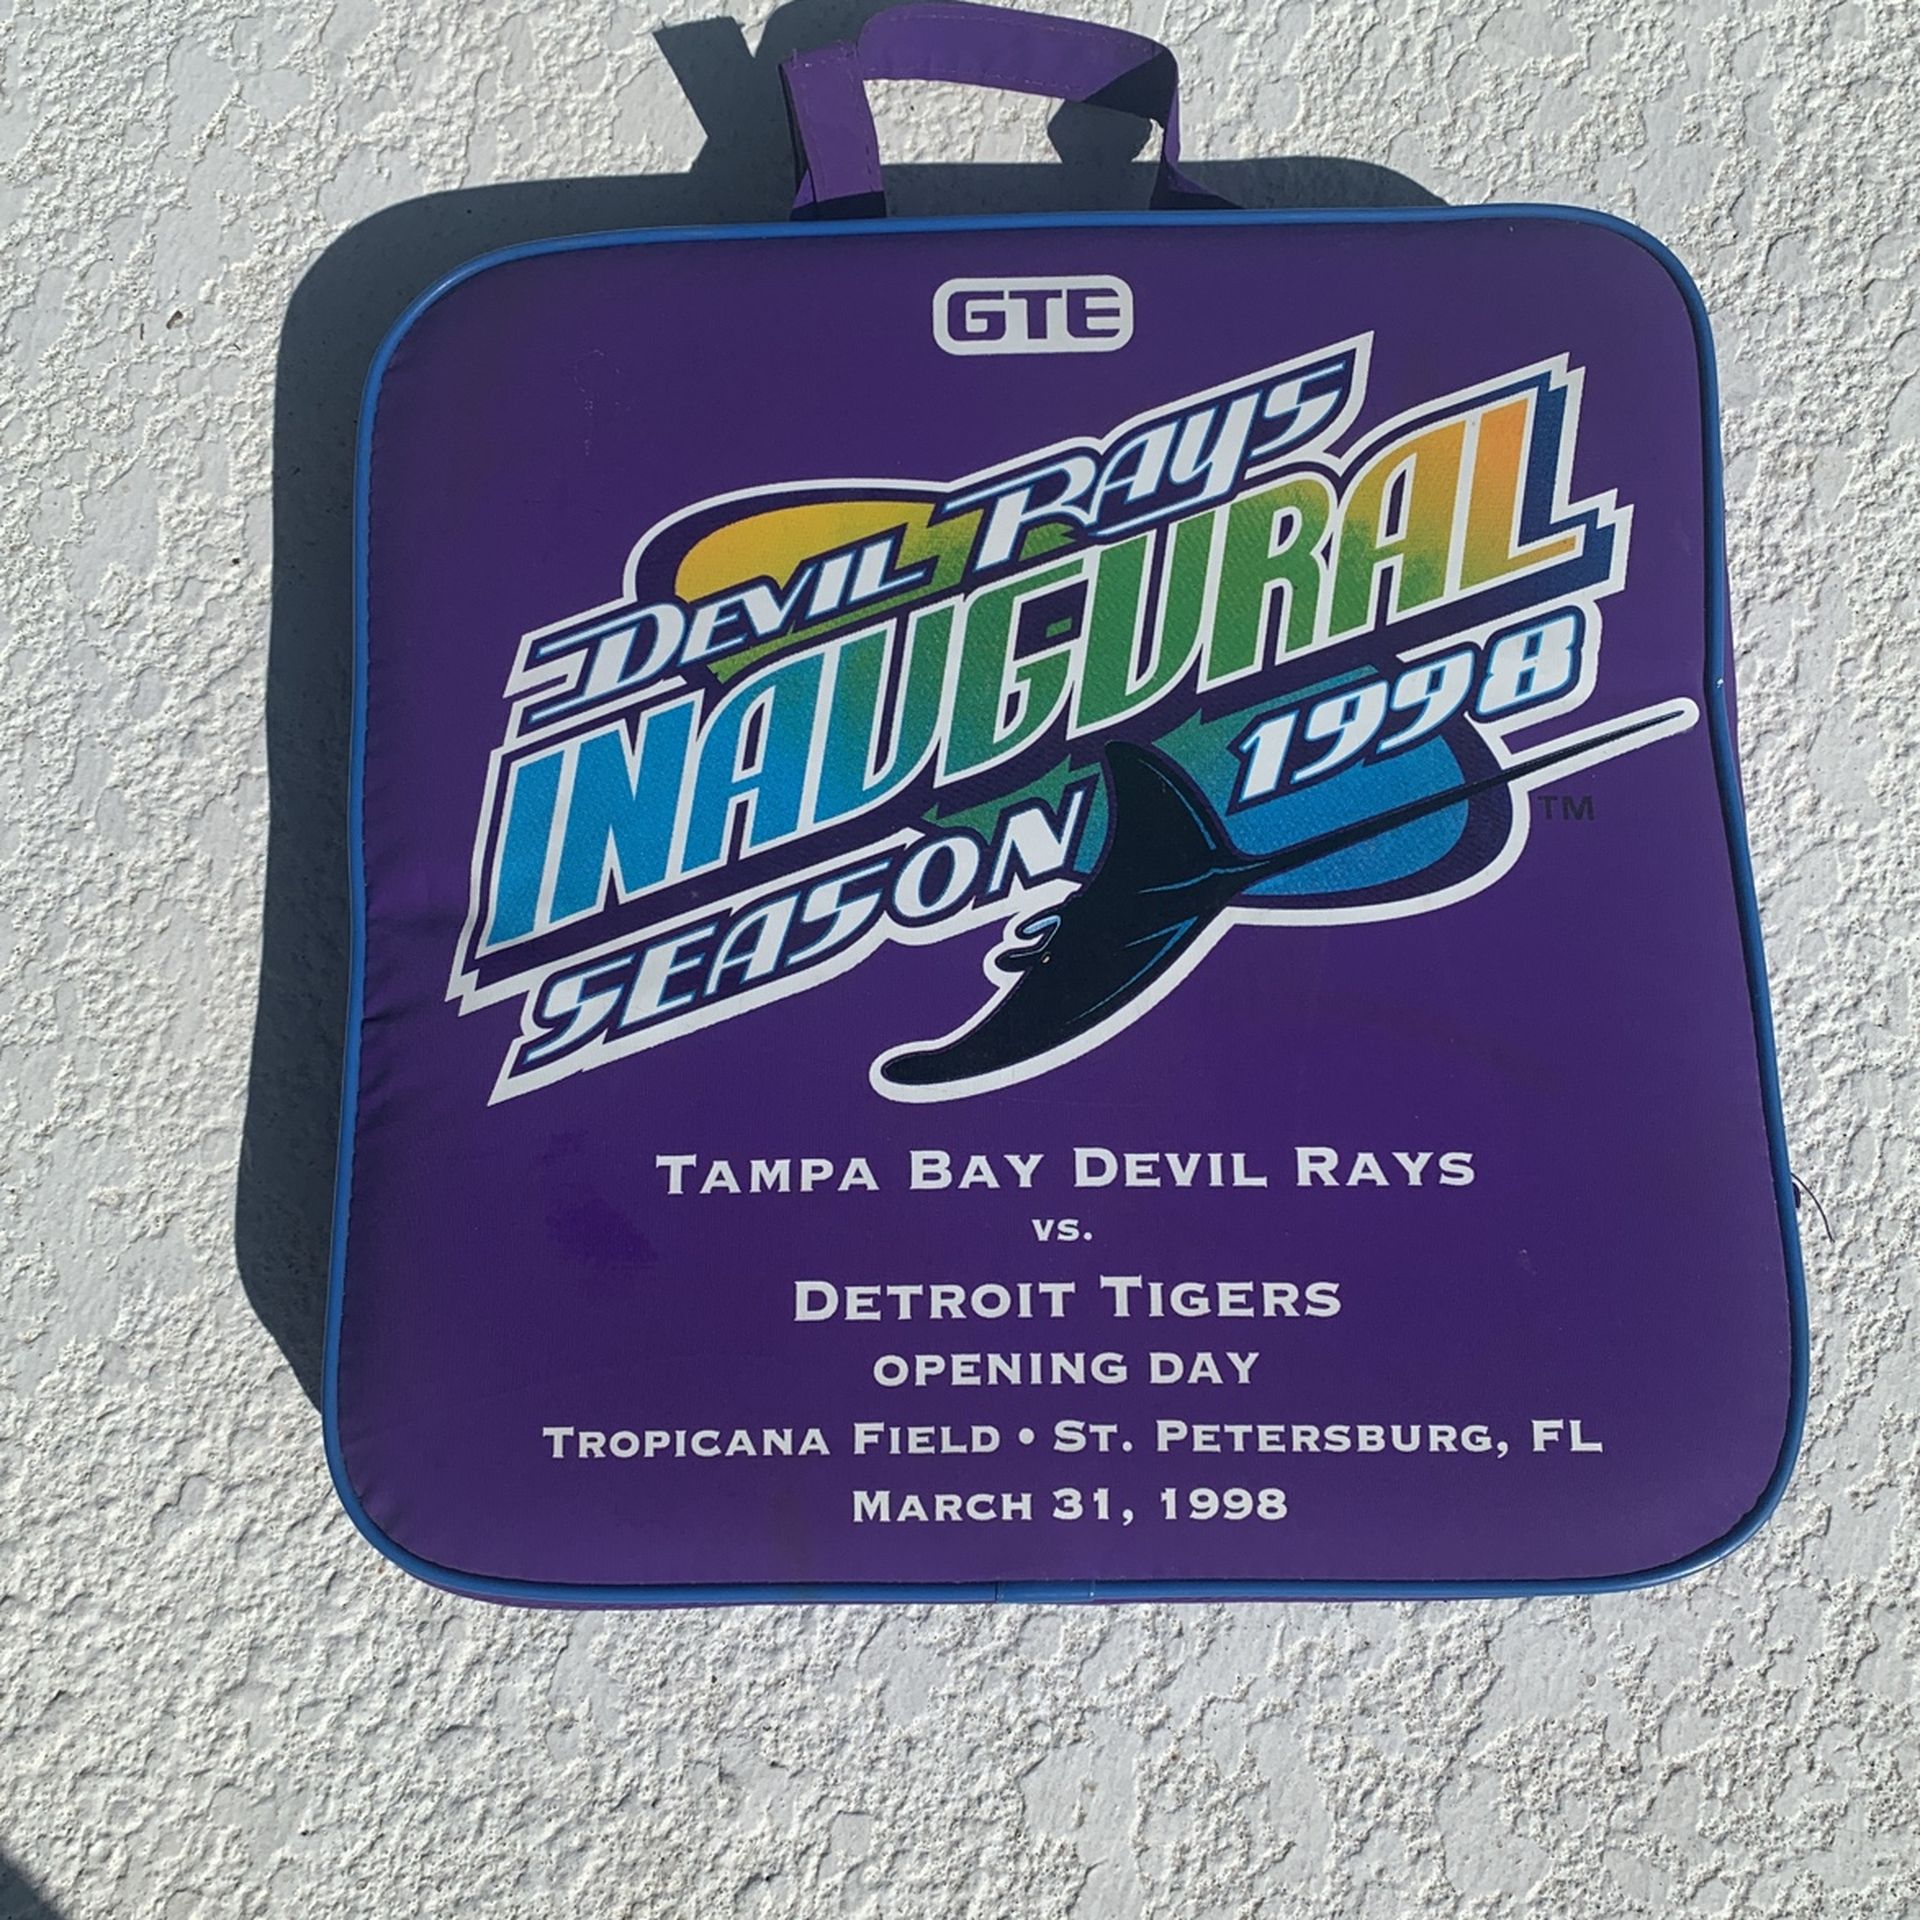 GTE
DEVIL RAYS
INAUGURAL
SEASON 1998
TM
TAMPA BAY DEVIL RAYS
VS.
DETROIT TIGERS
OPENING DAY
TROPICANA FIELD • ST. PETERSBURG, FL
MARCH 31, 1998